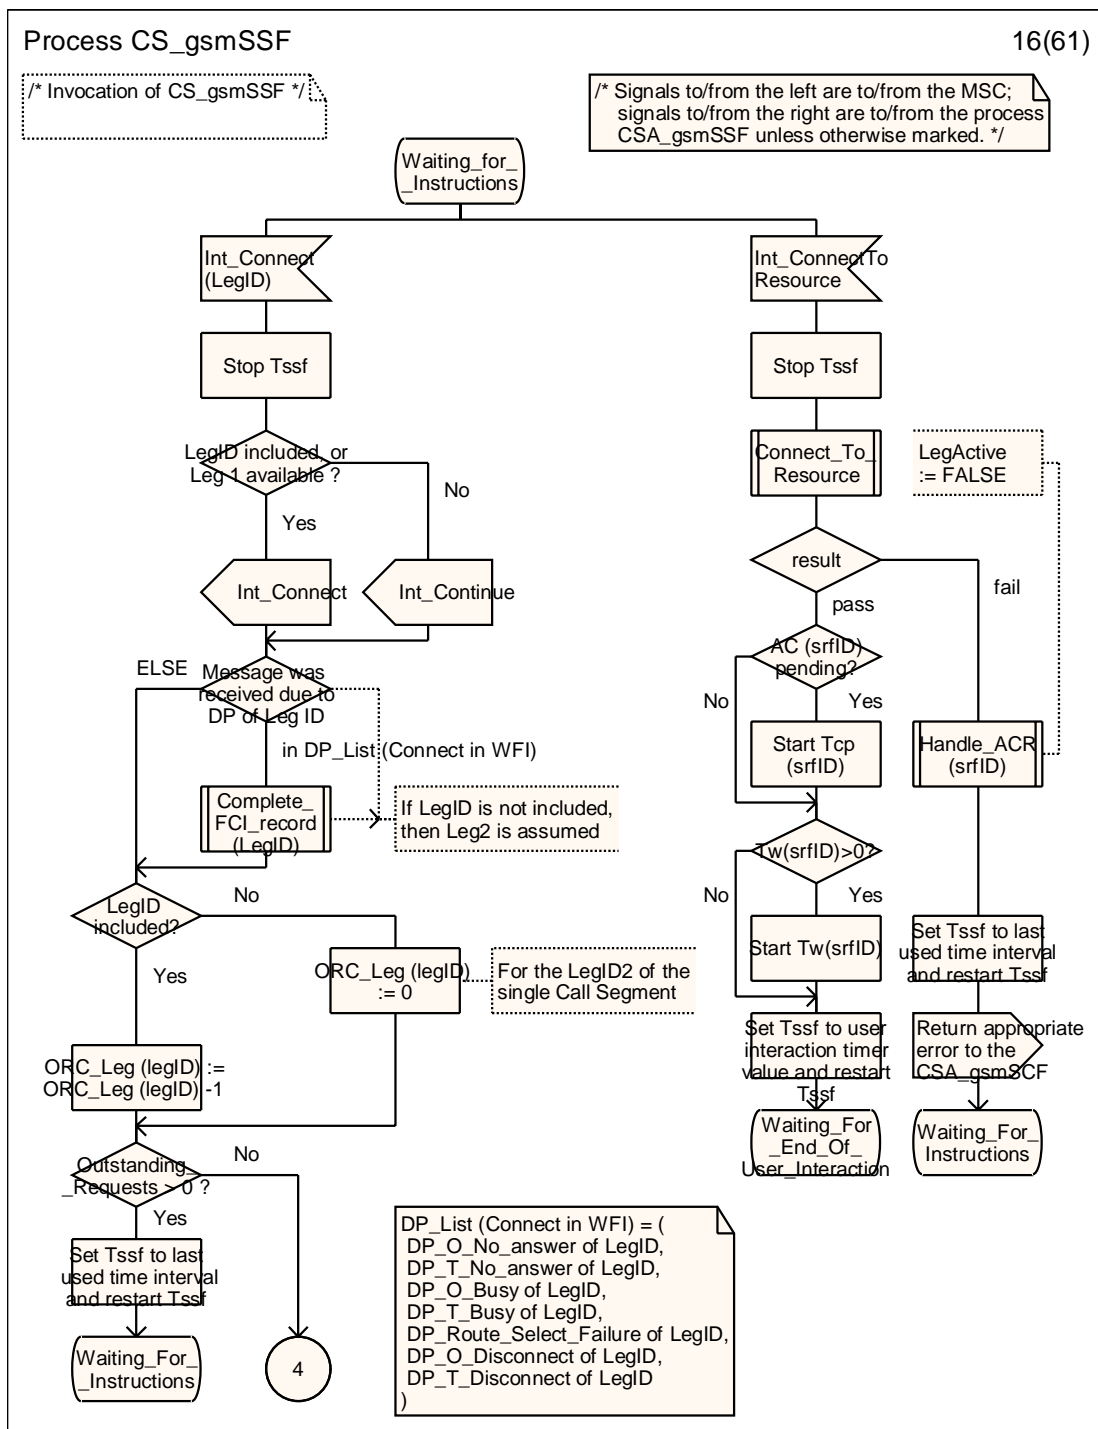 Process CS_gsmSSF
16(61)
/* Invocation of CS_gsmSSF */
/* Signals to/from the left are to/from the MSC;
signals to/from the right are to/from the process
CSA_gsmSSF unless otherwise marked. */
Waiting_for_
_Instructions
Int_Connect
(LegID)
Stop Tssf
LegID included, or
Leg 1 available ?
No
Yes
Int_Connect
Int_Continue
ELSE
Message was
received due to
DP of Leg ID
in DP_List (Connect in WFI)
Complete_
FCI_record
(LegID)
If LegID is not included,
then Leg2 is assumed
LegID
included?
No
Yes
ORC_Leg (legID)
:= 0
For the LegID2 of the
single Call Segment
ORC_Leg (legID) :=
ORC_Leg (legID) -1
Outstanding_
_Requests > 0 ?
No
Yes
Set Tssf to last
used time interval
and restart Tssf
Waiting_For_
_Instructions
4
Int_ConnectTo
Resource
Stop Tssf
Connect_To_
Resource
LegActive
:= FALSE
result
fail
pass
AC (srfID)
pending?
No
Yes
Start Tcp
(srfID)
Handle_ACR
(srfID)
Tw(srfID)>0?
No
Yes
Start Tw(srfID)
Set Tssf to last
used time interval
and restart Tssf
Set Tssf to user
interaction timer
value and restart
Tssf
Return appropriate
error to the
CSA_gsmSCF
Waiting_For
_End_Of_
User_Interaction
Waiting_For_
Instructions
DP_List (Connect in WFI) = (
DP_O_No_answer of LegID,
DP_T_No_answer of LegID,
DP_O_Busy of LegID,
DP_T_Busy of LegID,
DP_Route_Select_Failure of LegID,
DP_O_Disconnect of LegID,
DP_T_Disconnect of LegID
)